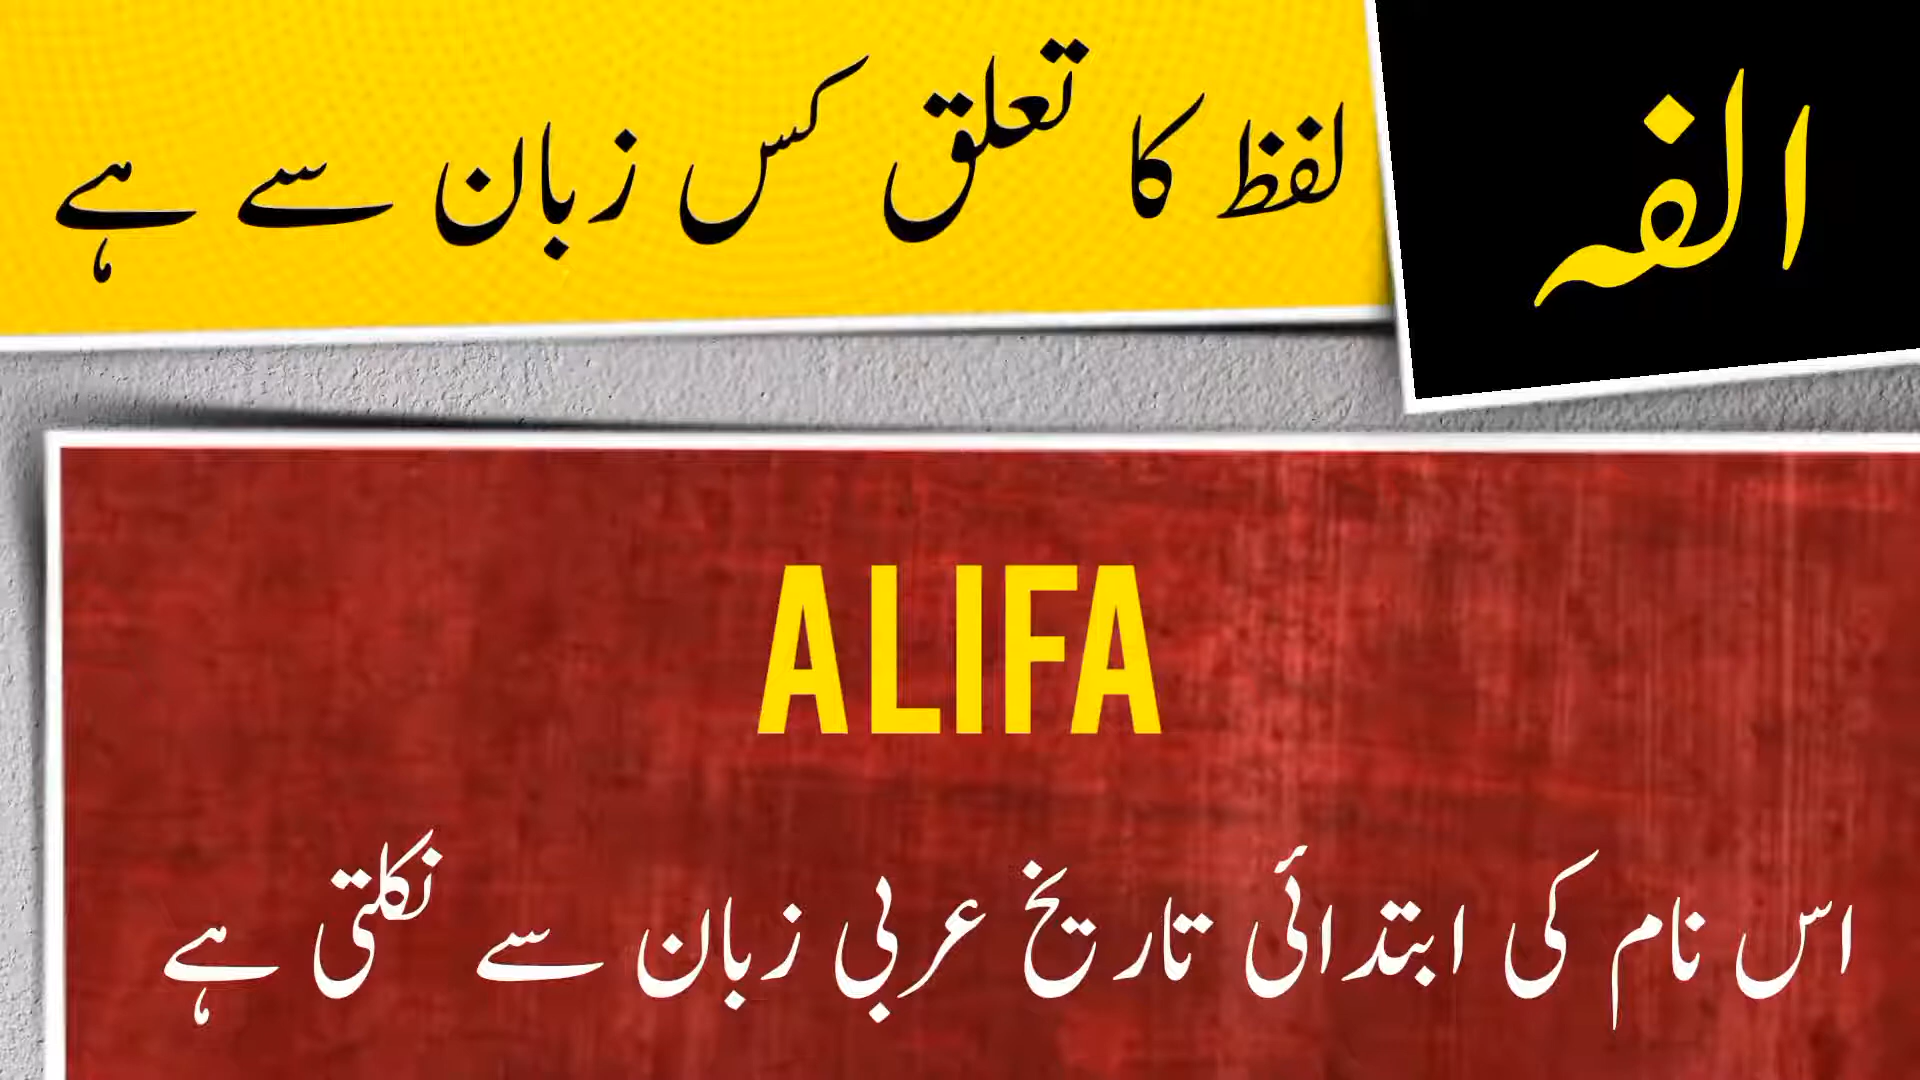 الفہ لفظ کا تعلق کس زبان سے ہے
ALIFA
اس نام کی ابتدائی تاریخ عربی زبان سے نکلتی ہے